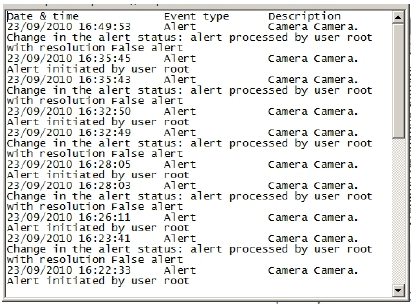 Date & time Event type Description
23/09/2010 16:49:53 Alert Camera Camera.
Change in the alert status: alert processed by user root
with resolution False alert
23/09/2010 16:35:45 Alert Camera Camera.
Alert initiated by user root
23/09/2010 16:35:43 Alert Camera Camera.
Change in the alert status: alert processed by user root
with resolution False alert
23/09/2010 16:32:50 Alert Camera Camera.
Alert initiated by user root
23/09/2010 16:32:49 Alert Camera Camera.
Change in the alert status: alert processed by user root
with resolution False alert
23/09/2010 16:28:05 Alert Camera Camera.
Alert initiated by user root
23/09/2010 16:28:03 Alert Camera Camera.
Change in the alert status: alert processed by user root
with resolution False alert
23/09/2010 16:26:11 Alert Camera Camera.
Alert initiated by user root
23/09/2010 16:23:41 Alert Camera Camera.
Change in the alert status: alert processed by user root
with resolution False alert
23/09/2010 16:22:33 Alert Camera Camera.
Alert initiated by user root